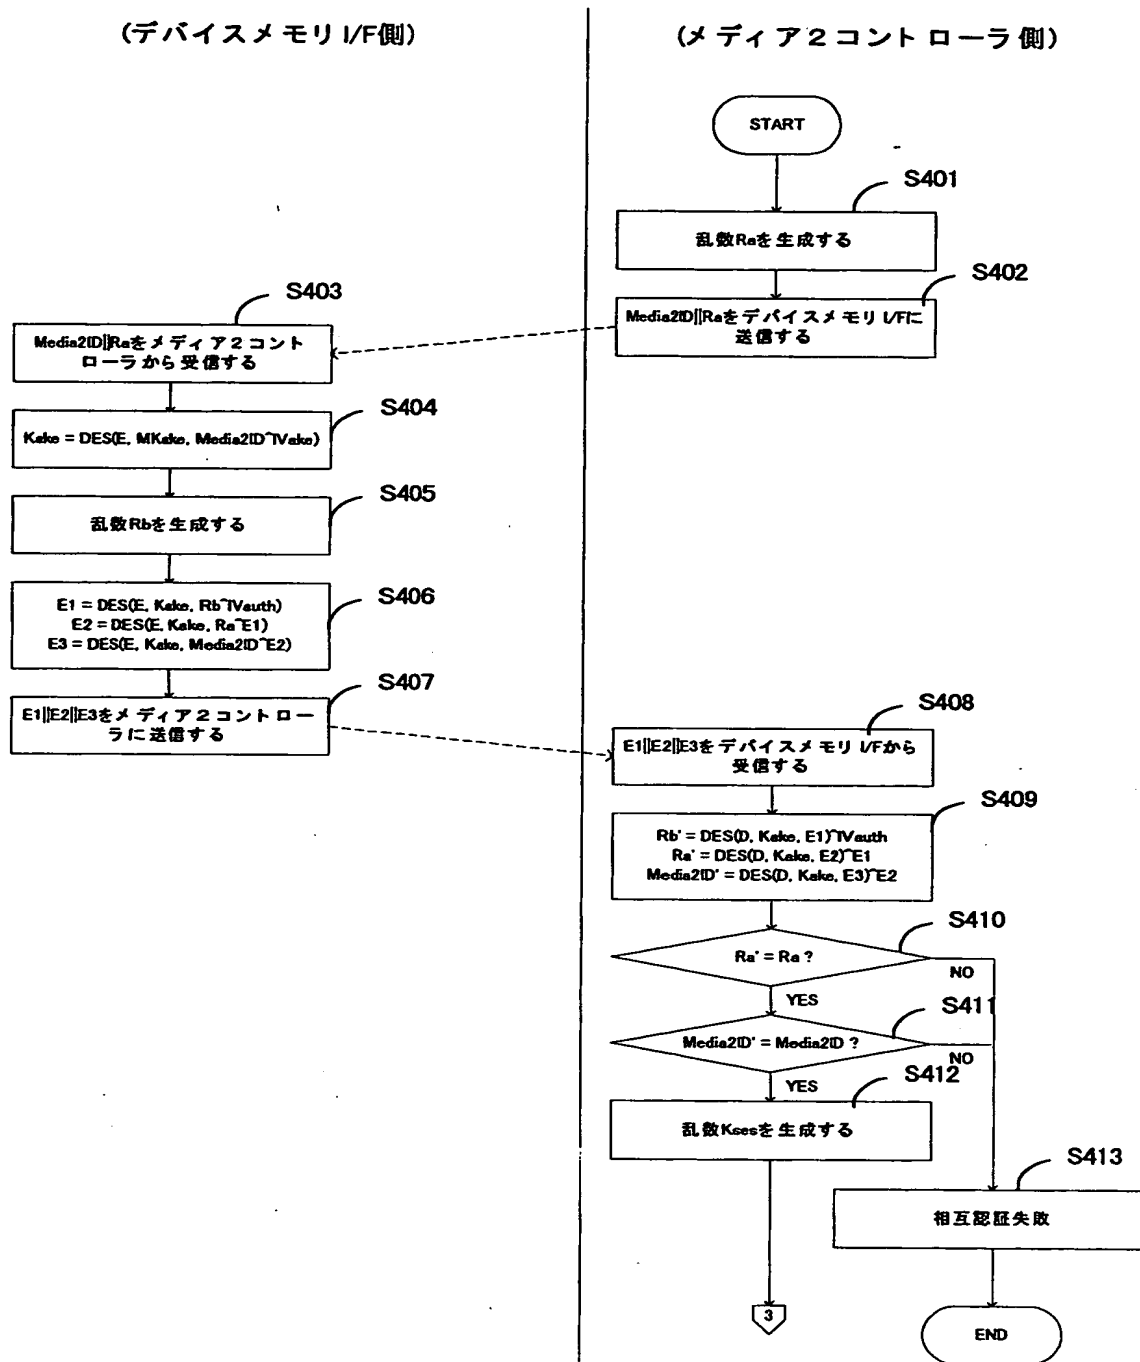 (デバイスメモリI/F側)
(メディア2コントローラ側)
START
S401
乱数Raを生成する
S402
Media2ID||RaをデバイスメモリI/Fに
送信する
S403
Media2ID||Raをメディア2コント
ローラから受信する
S404
Kake = DES(E, MKake, Media2ID^IVake)
S405
乱数Rbを生成する
S406
E1 = DES(E, Kake, Rb^IVauth)
E2 = DES(E, Kake, Ra^E1)
E3 = DES(E, Kake, Media2ID^E2)
S407
E1||E2||E3をメディア2コントロー
ラに送信する
S408
E1||E2||E3をデバイスメモリI/Fから
受信する
S409
Rb' = DES(D, Kake, E1)^IVauth
Ra' = DES(D, Kake, E2)^E1
Media2ID' = DES(D, Kake, E3)^E2
S410
Ra' = Ra ?
NO
YES
S411
Media2ID' = Media2ID ?
NO
YES
S412
乱数Ksesを生成する
S413
相互認証失敗
3
END